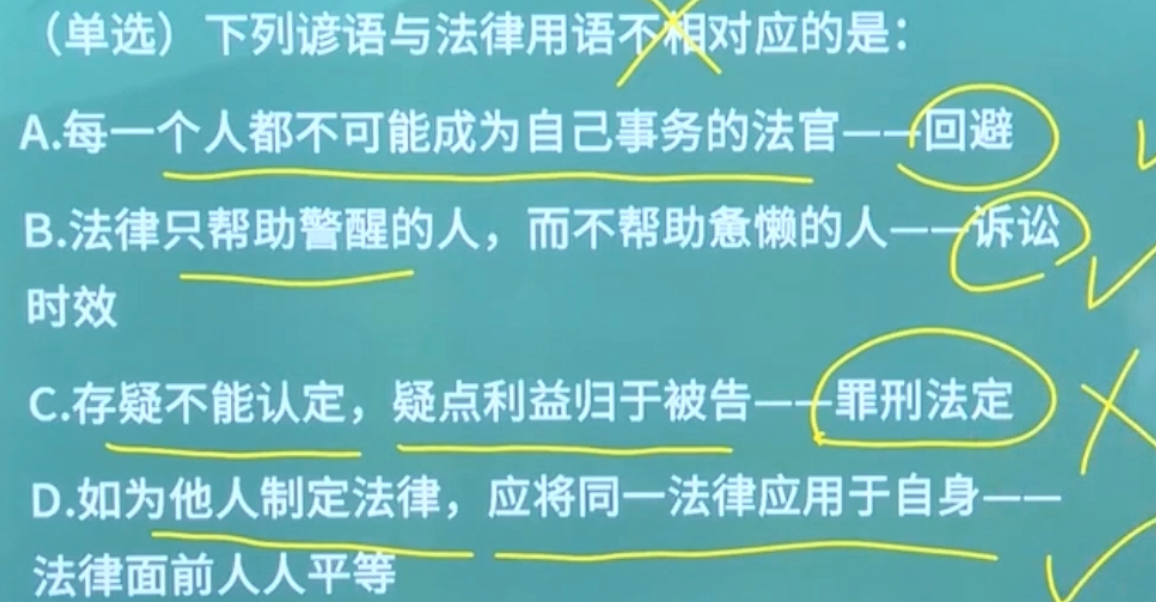 （单选）下列谚语与法律用语不相对应的是：
A.每一个人都不可能成为自己事务的法官——回避
B.法律只帮助警醒的人，而不帮助惫懒的人——诉讼
时效
C.存疑不能认定，疑点利益归于被告——罪刑法定
D.如为他人制定法律，应将同一法律应用于自身——
法律面前人人平等